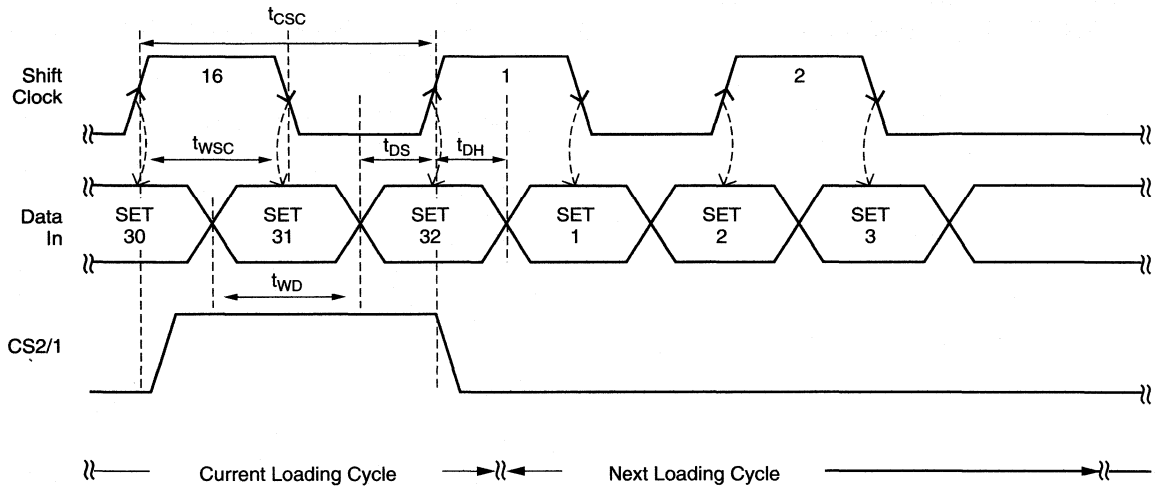 tCSC
Shift
Clock
16
1
2
tWSC
tDS
tDH
Data
In
SET
30
SET
31
SET
32
SET
1
SET
2
SET
3
tWD
CS2/1
Current Loading Cycle
Next Loading Cycle